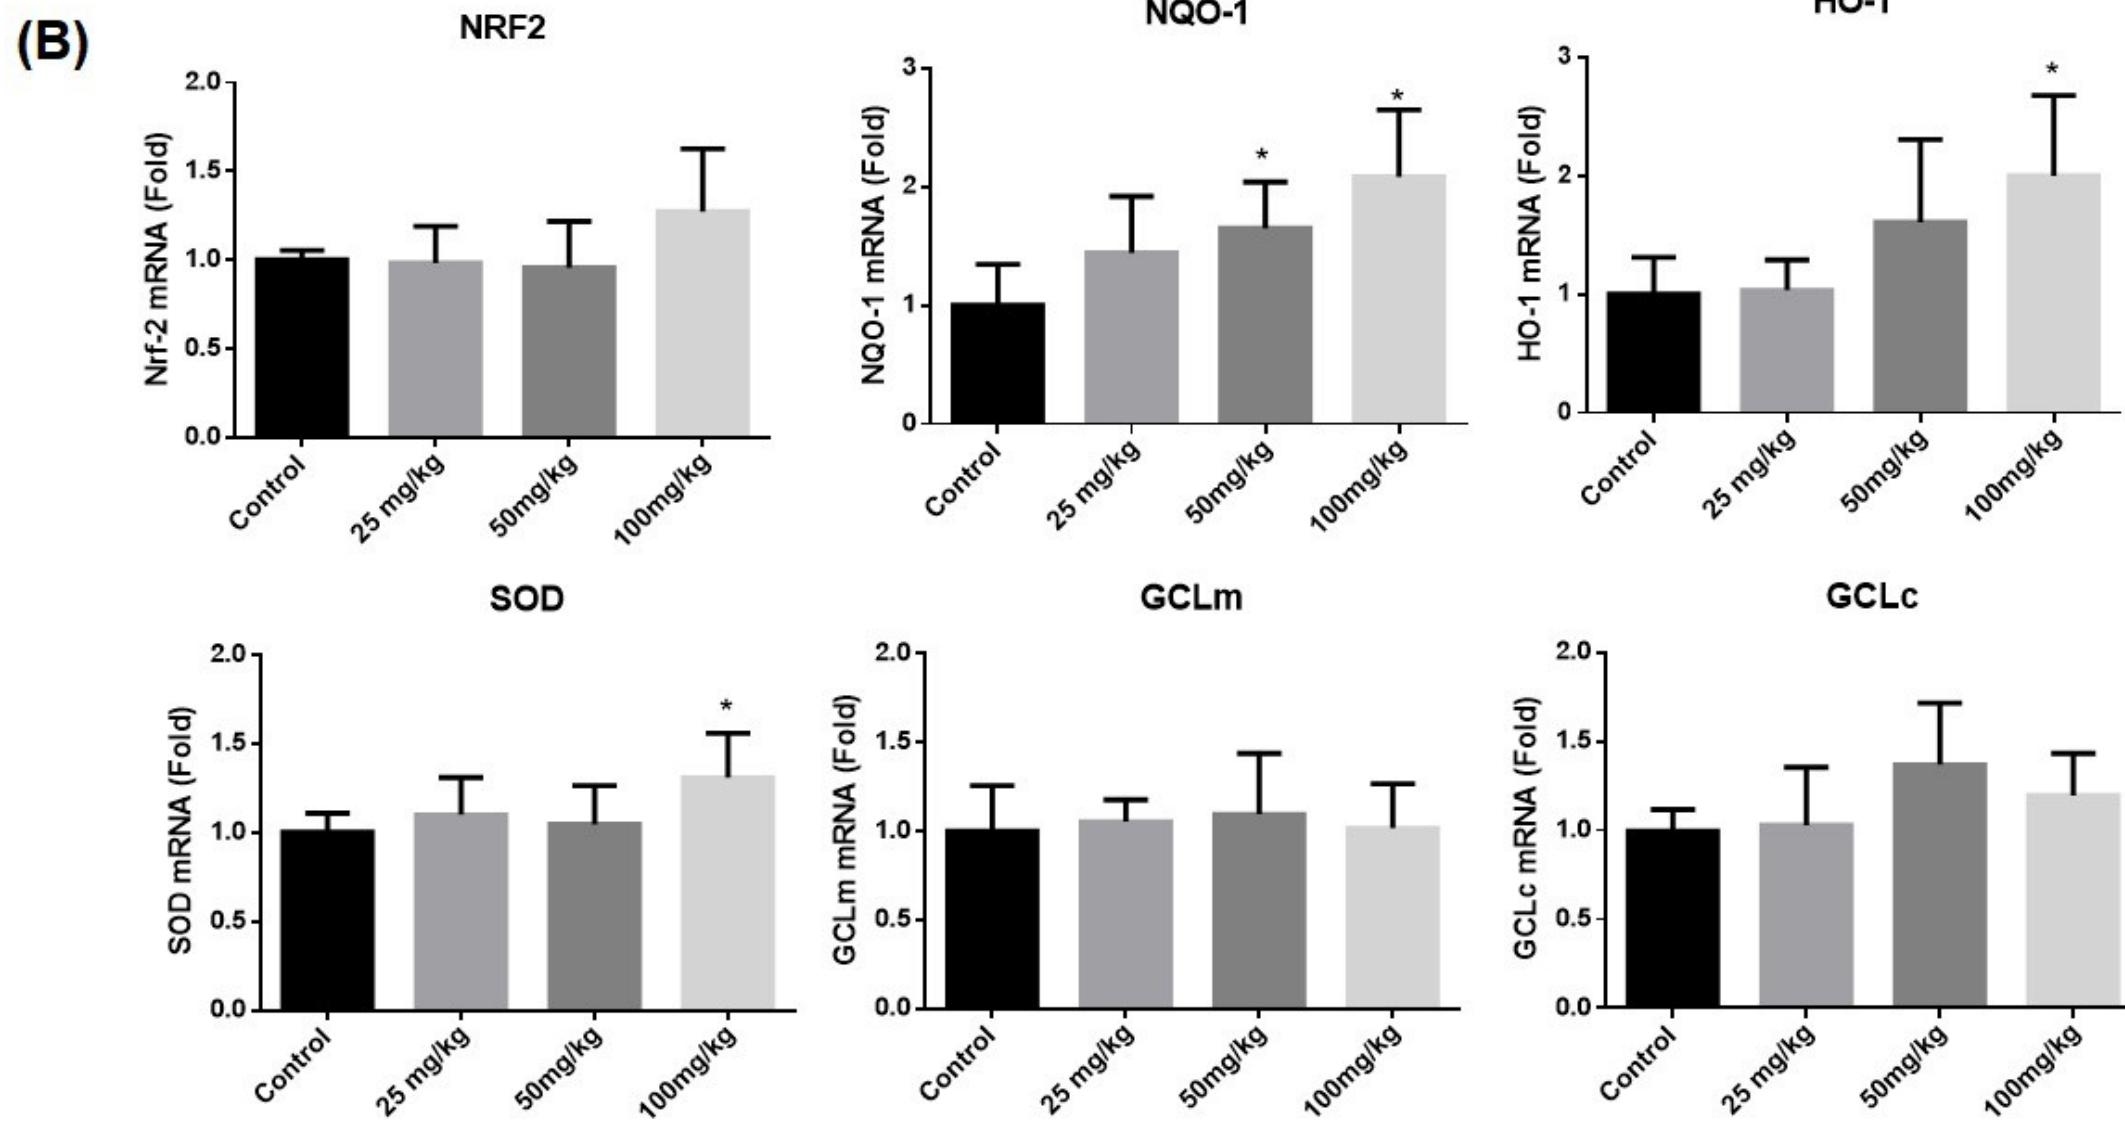 (B)
NRF2
Nrf-2 mRNA (Fold)
2.0
1.5
1.0
0.5
0.0
Control
25 mg/kg
50mg/kg
100mg/kg
NQO-1
NQO-1 mRNA (Fold)
3
2
1
0
*
*
Control
25 mg/kg
50mg/kg
100mg/kg
HO-1
HO-1 mRNA (Fold)
3
2
1
0
*
Control
25 mg/kg
50mg/kg
100mg/kg
SOD
SOD mRNA (Fold)
2.0
1.5
1.0
0.5
0.0
*
Control
25 mg/kg
50mg/kg
100mg/kg
GCLm
GCLm mRNA (Fold)
2.0
1.5
1.0
0.5
0.0
Control
25 mg/kg
50mg/kg
100mg/kg
GCLc
GCLc mRNA (Fold)
2.0
1.5
1.0
0.5
0.0
Control
25 mg/kg
50mg/kg
100mg/kg